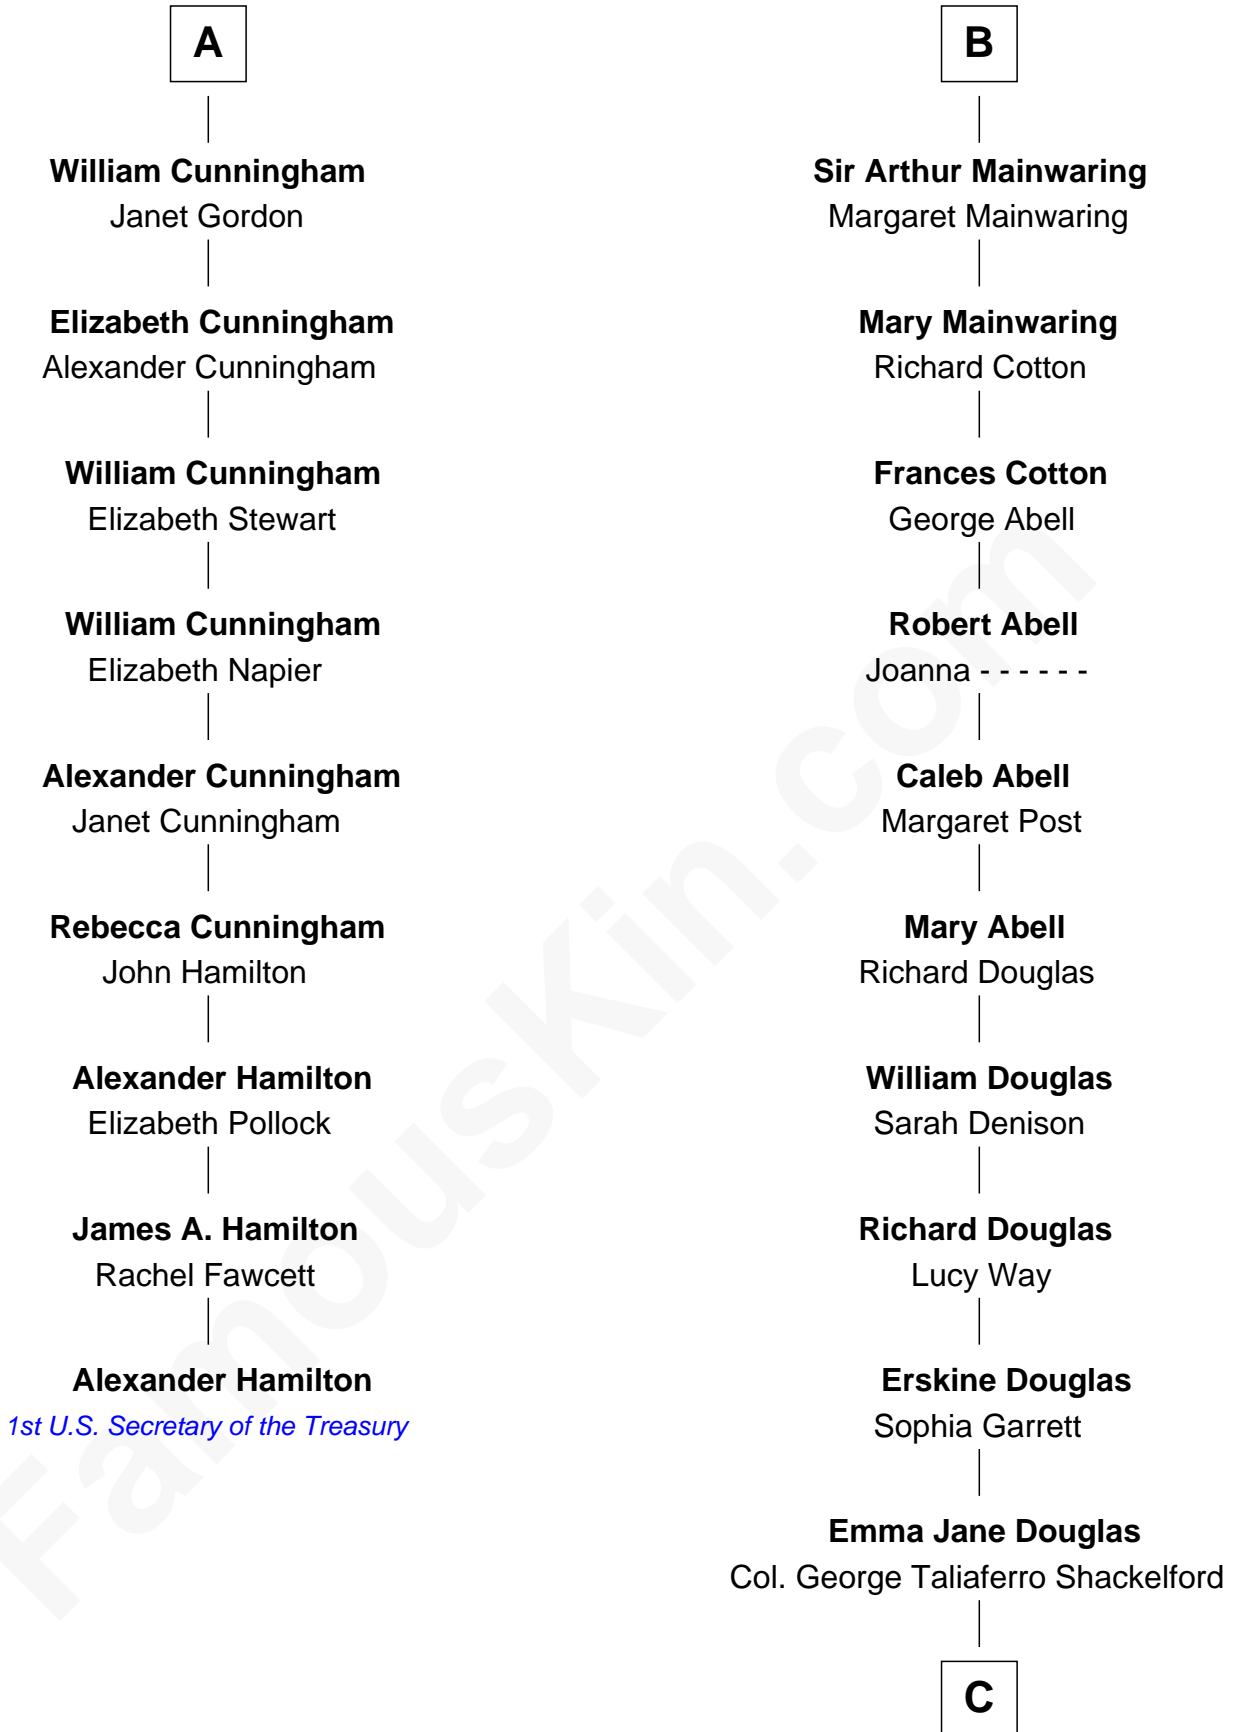 A
William Cunningham
Janet Gordon
Elizabeth Cunningham
Alexander Cunningham
William Cunningham
Elizabeth Stewart
William Cunningham
Elizabeth Napier
Alexander Cunningham
Janet Cunningham
Rebecca Cunningham
John Hamilton
Alexander Hamilton
Elizabeth Pollock
James A. Hamilton
Rachel Fawcett
Alexander Hamilton
1st U.S. Secretary of the Treasury
B
Sir Arthur Mainwaring
Margaret Mainwaring
Mary Mainwaring
Richard Cotton
Frances Cotton
George Abell
Robert Abell
Joanna - - - - - -
Caleb Abell
Margaret Post
Mary Abell
Richard Douglas
William Douglas
Sarah Denison
Richard Douglas
Lucy Way
Erskine Douglas
Sophia Garrett
Emma Jane Douglas
Col. George Taliaferro Shackelford
C
FamousKin.com